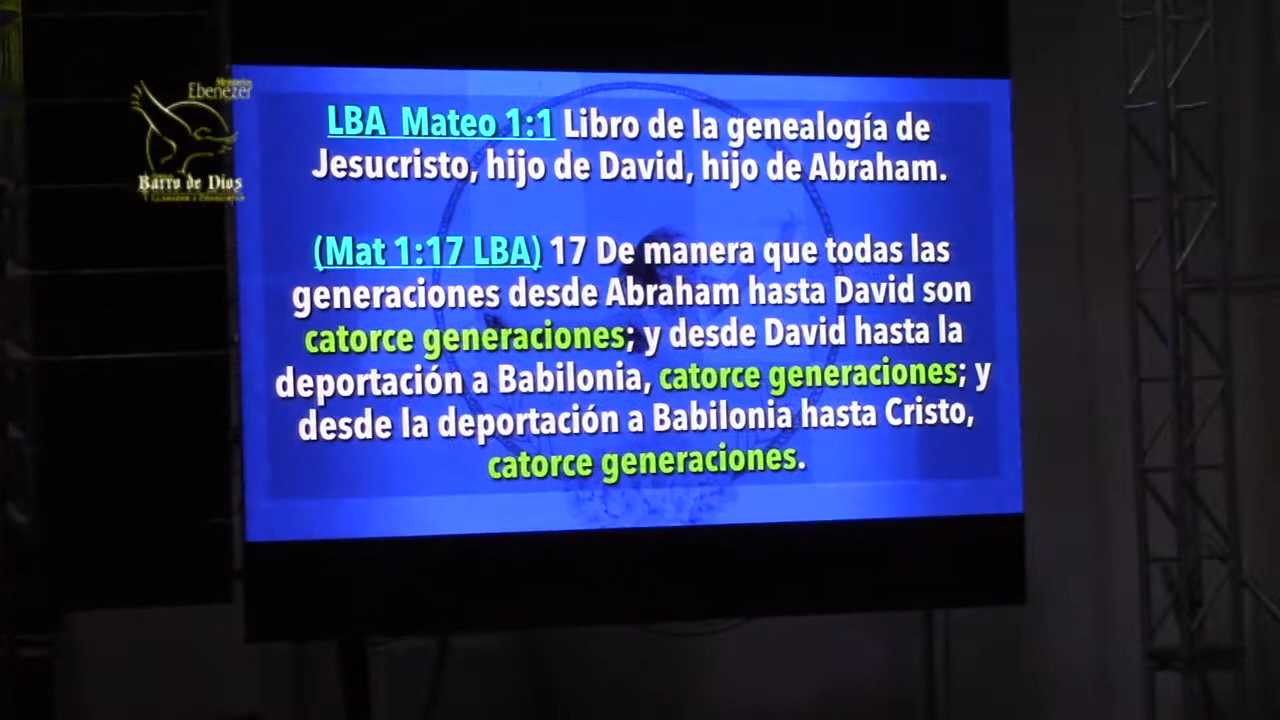 Ministerios
Ebenezer
Barro de Dios
LBA Mateo 1:1 Libro de la genealogía de
Jesucristo, hijo de David, hijo de Abraham.
(Mat 1:17 LBA) 17 De manera que todas las
generaciones desde Abraham hasta David son
catorce generaciones; y desde David hasta la
deportación a Babilonia, catorce generaciones; y
desde la deportación a Babilonia hasta Cristo,
catorce generaciones.